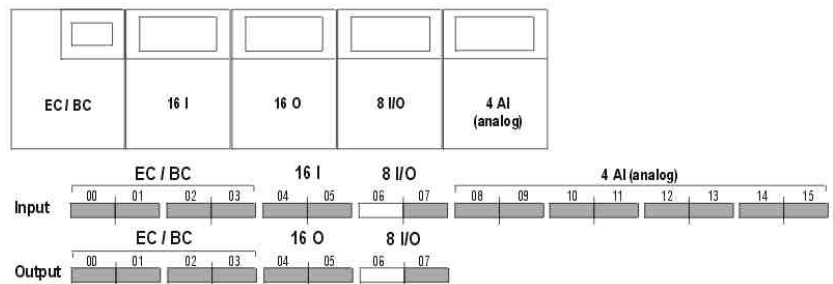 EC / BC 16 I 16 O 8 I/O 4 AI
(analog)
EC / BC 16 I 8 I/O 4 AI (analog)
00 01 02 03 04 05 06 07 08 09 10 11 12 13 14 15
Input
EC / BC 16 O 8 I/O
00 01 02 03 04 05 06 07
Output